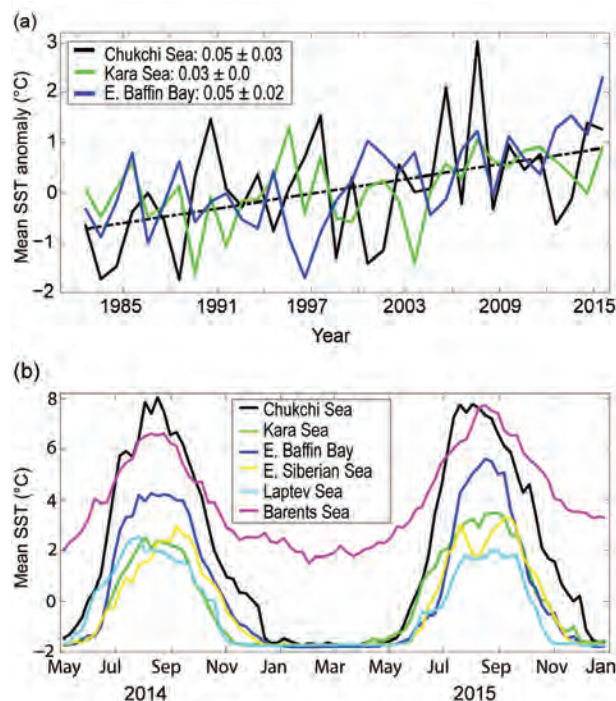 (a)
3
2
1
0
−1
−2
Mean SST anomaly (°C)
Chukchi Sea: 0.05 ± 0.03
Kara Sea: 0.03 ± 0.0
E. Baffin Bay: 0.05 ± 0.02
1985 1991 1997 2003 2009 2015
Year
(b)
8
6
4
2
0
−2
Mean SST (°C)
Chukchi Sea
Kara Sea
E. Baffin Bay
E. Siberian Sea
Laptev Sea
Barents Sea
May Jul Sep Nov Jan Mar May Jul Sep Nov Jan
2014 2015